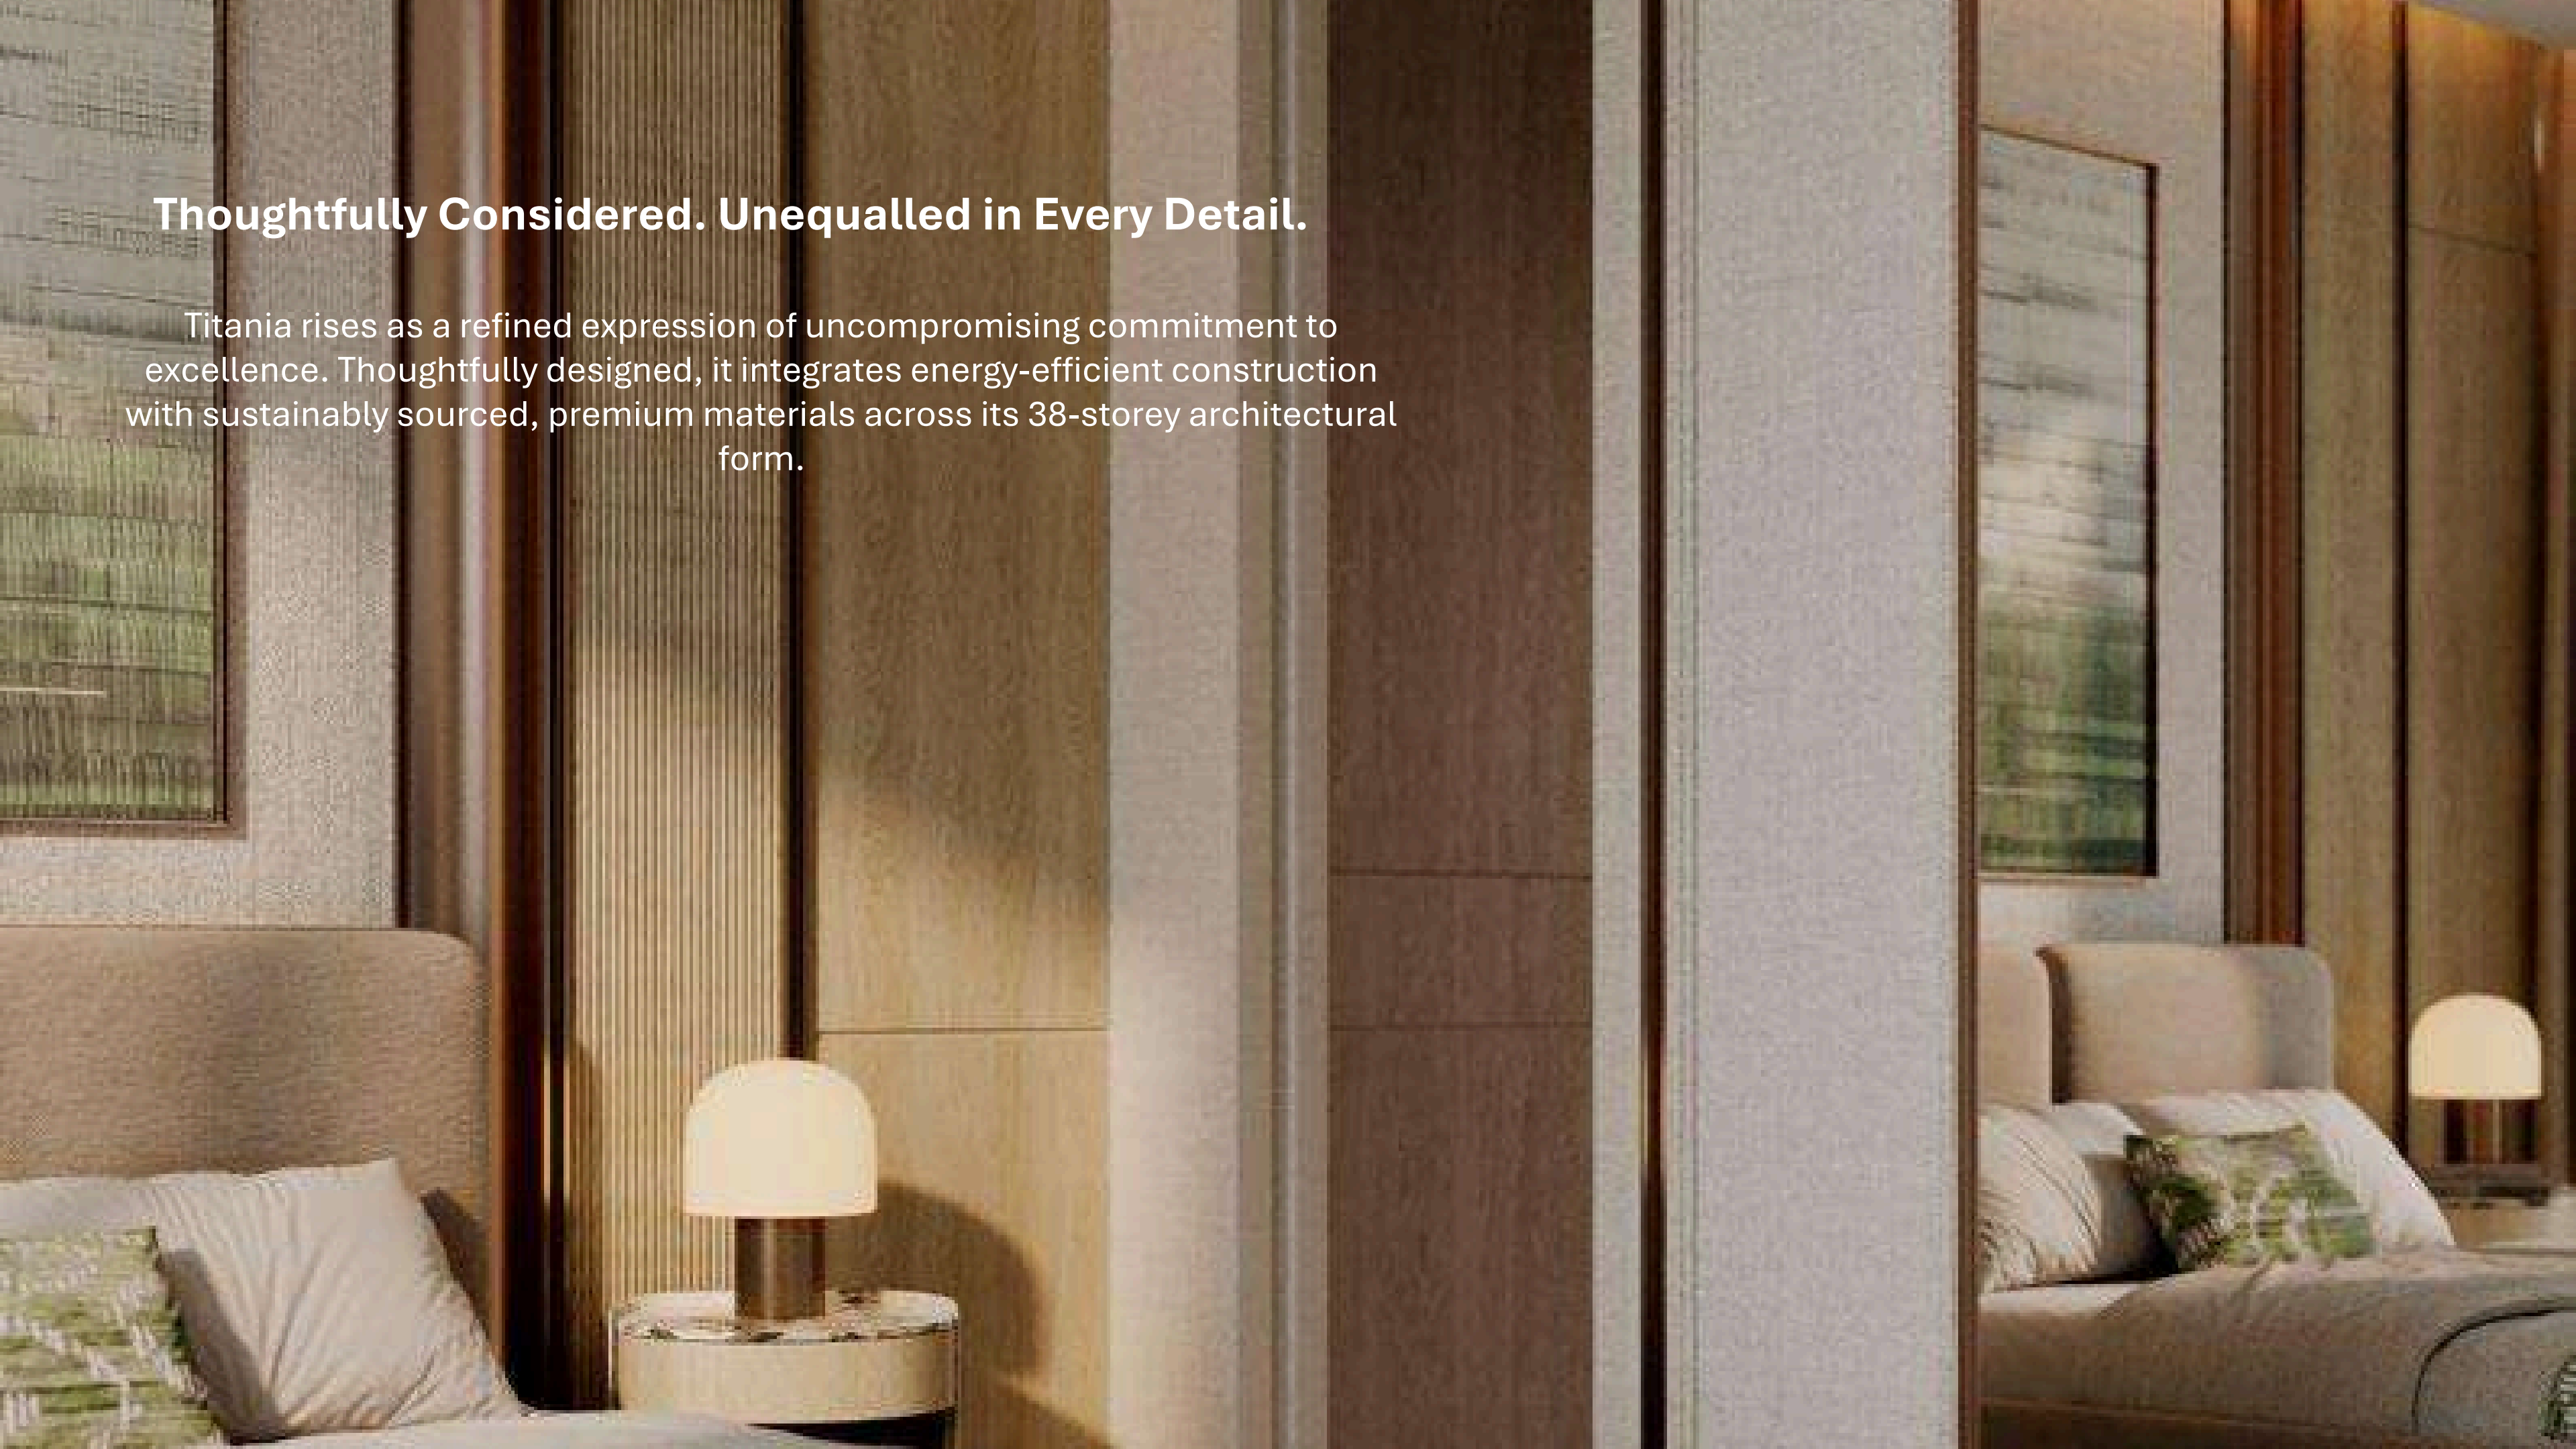 Thoughtfully Considered. Unequalled in Every Detail.
Titania rises as a refined expression of uncompromising commitment to
excellence. Thoughtfully designed, it integrates energy-efficient construction
with sustainably sourced, premium materials across its 38-storey architectural
form.